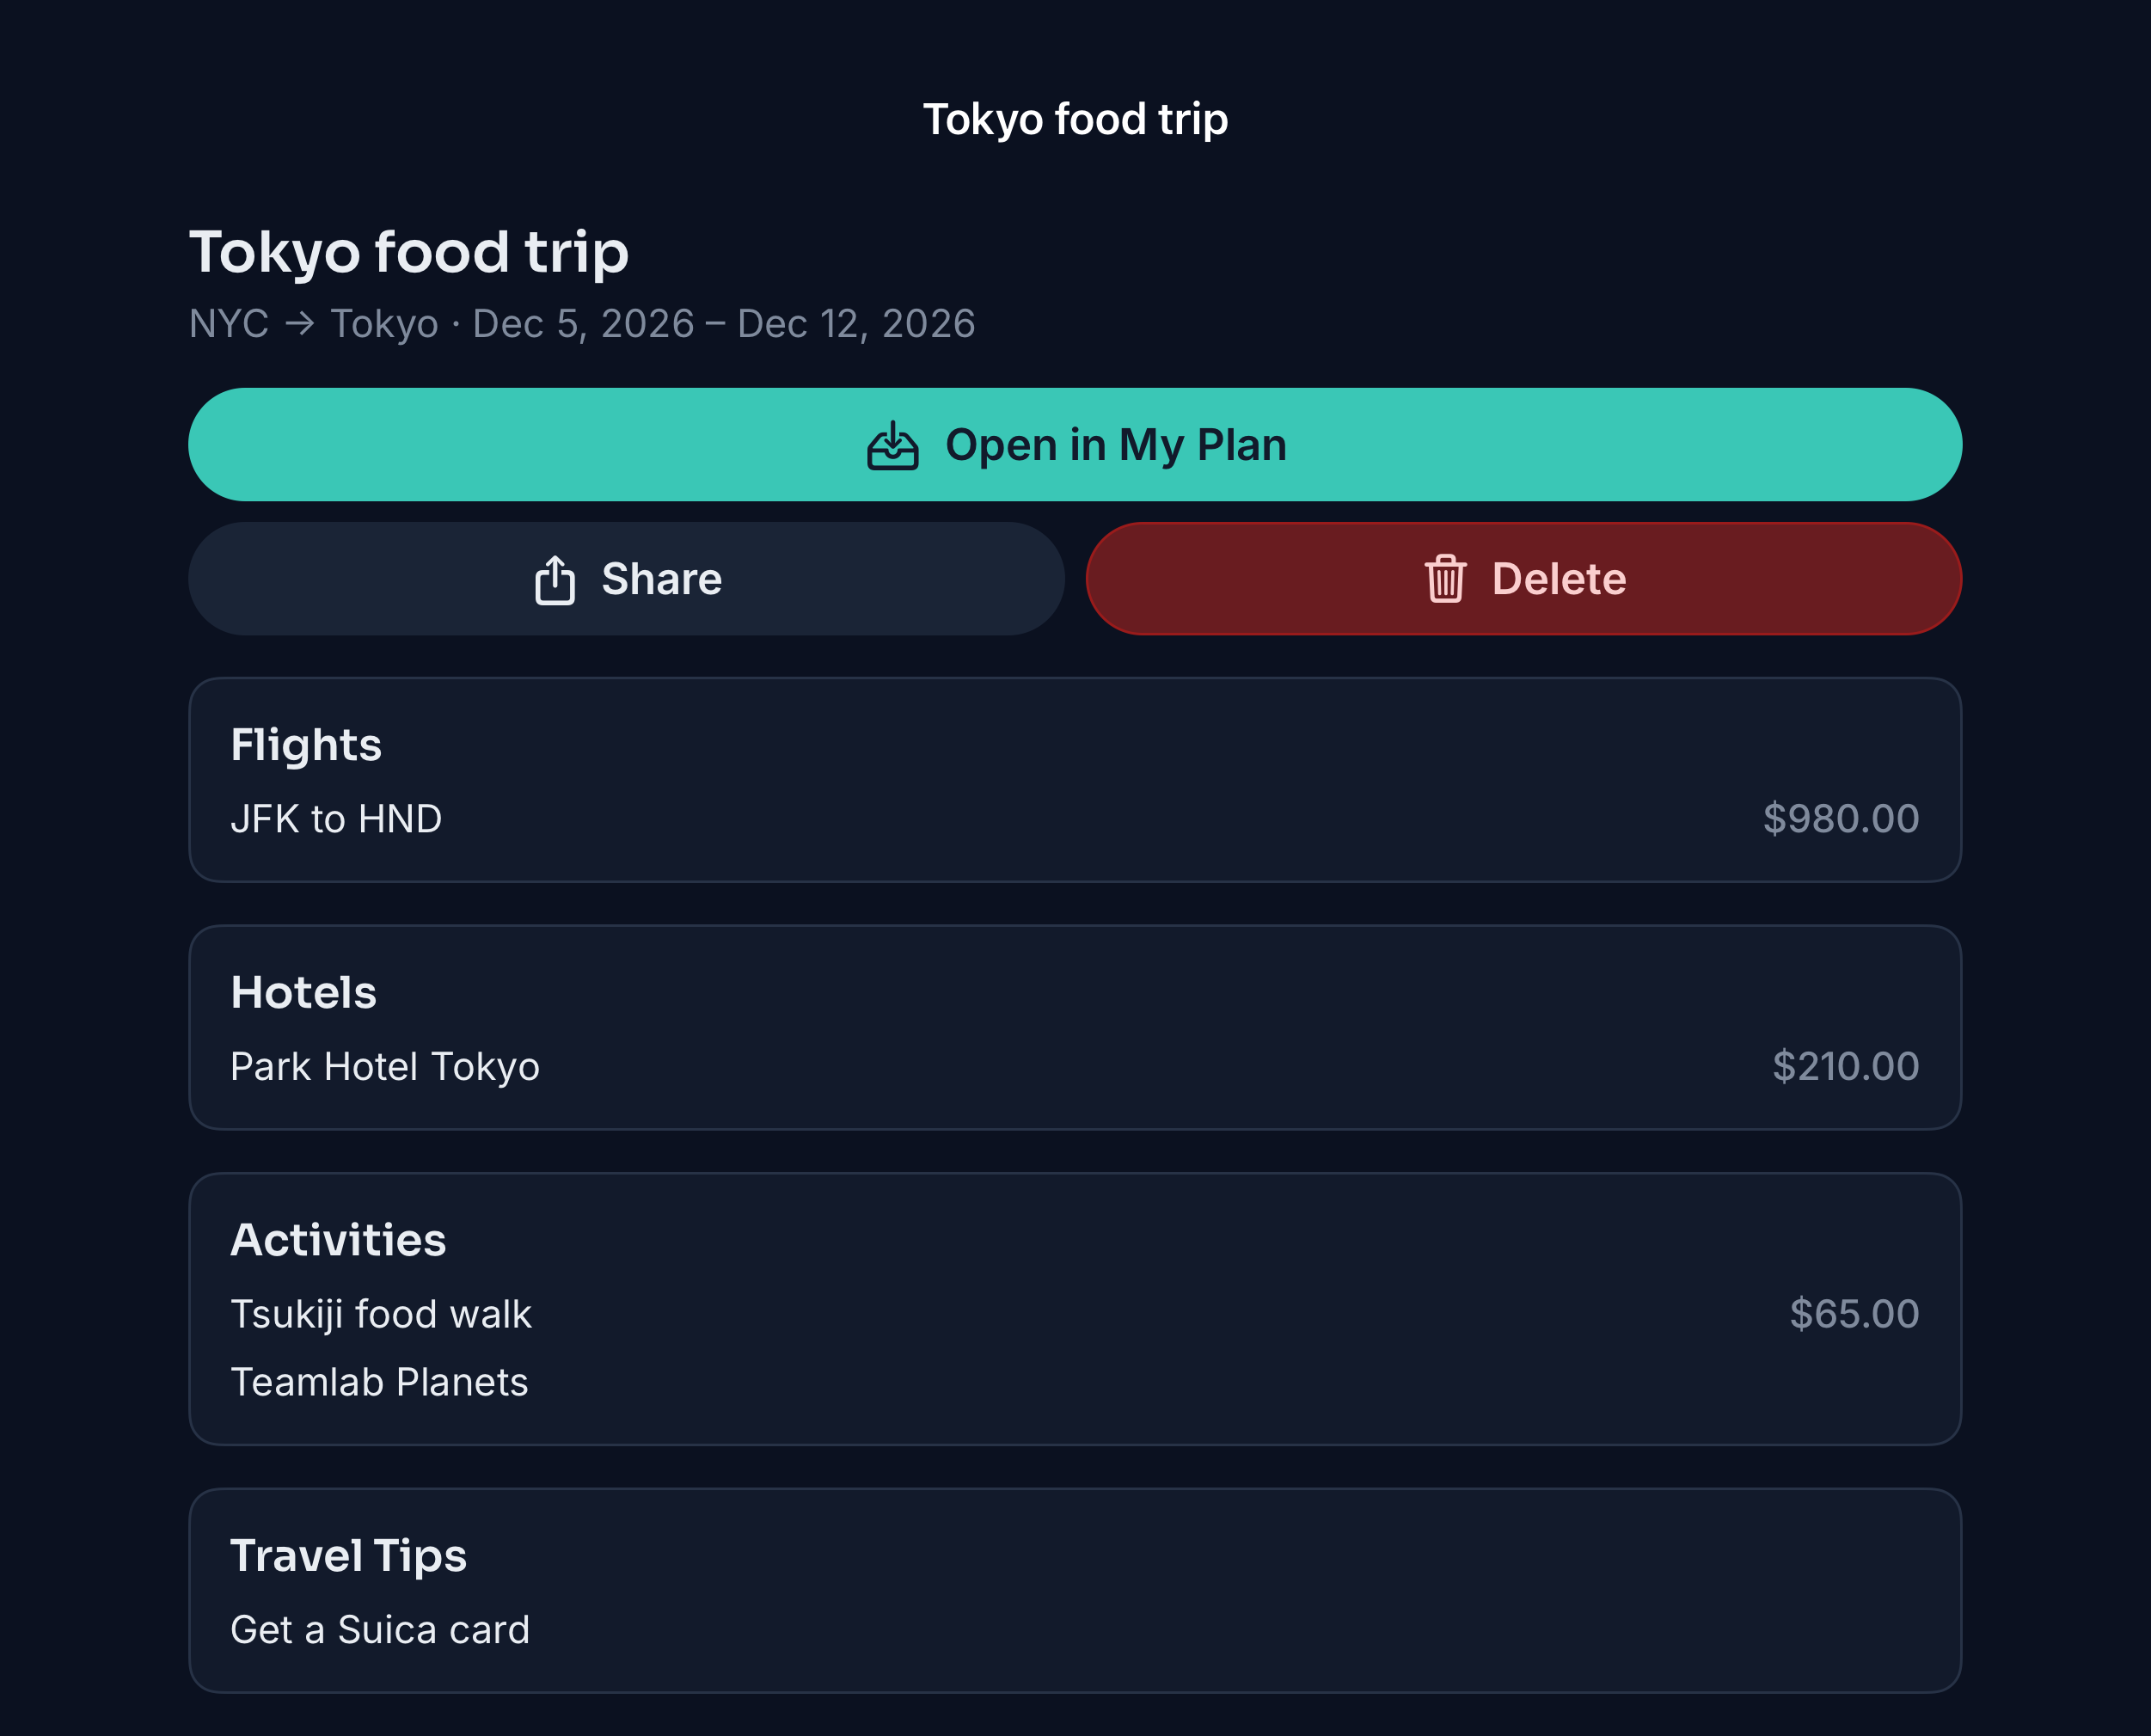 Tokyo food trip
Tokyo food trip
NYC → Tokyo · Dec 5, 2026 – Dec 12, 2026
Open in My Plan
Share
Delete
Flights
JFK to HND $980.00
Hotels
Park Hotel Tokyo $210.00
Activities
Tsukiji food walk $65.00
Teamlab Planets
Travel Tips
Get a Suica card